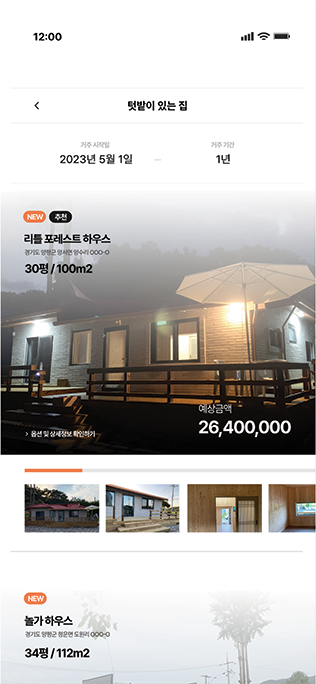 12:00
텃밭이 있는 집
거주 시작일
거주 기간
2023년 5월 1일
1년
NEW
추천
리틀 포레스트 하우스
경기도 양평군 양서면 양수리 OOO-O
30평 / 100m2
예상금액
26,400,000
> 옵션 및 상세정보 확인하기
NEW
놀가 하우스
경기도 양평군 청운면 도원리 OOO-O
34평 / 112m2